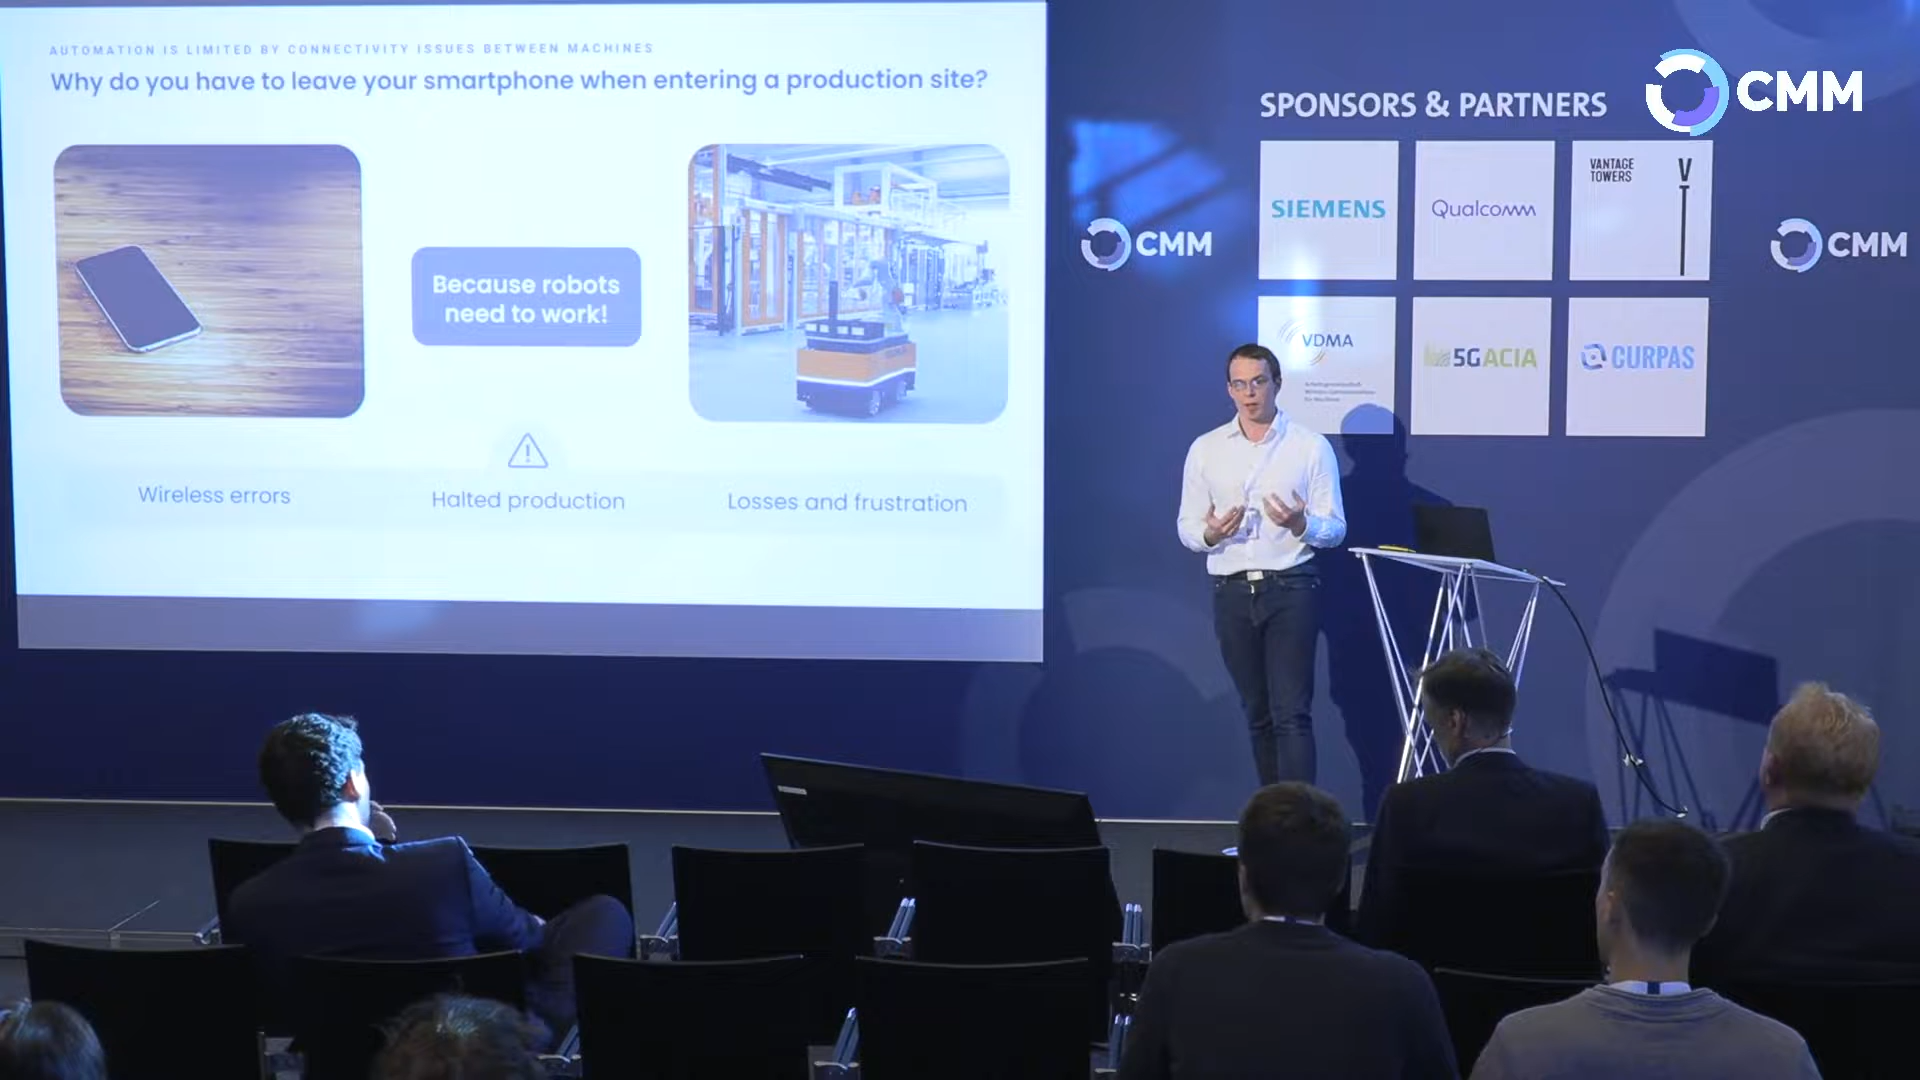 AUTOMATION IS LIMITED BY CONNECTIVITY ISSUES BETWEEN MACHINES
Why do you have to leave your smartphone when entering a production site?
Because robots
need to work!
Wireless errors
Halted production
Losses and frustration
SPONSORS & PARTNERS
CMM
SIEMENS
Qualcomm
VANTAGE
TOWERS
V
T
CMM
CMM
VDMA
5G ACIA
CURPAS